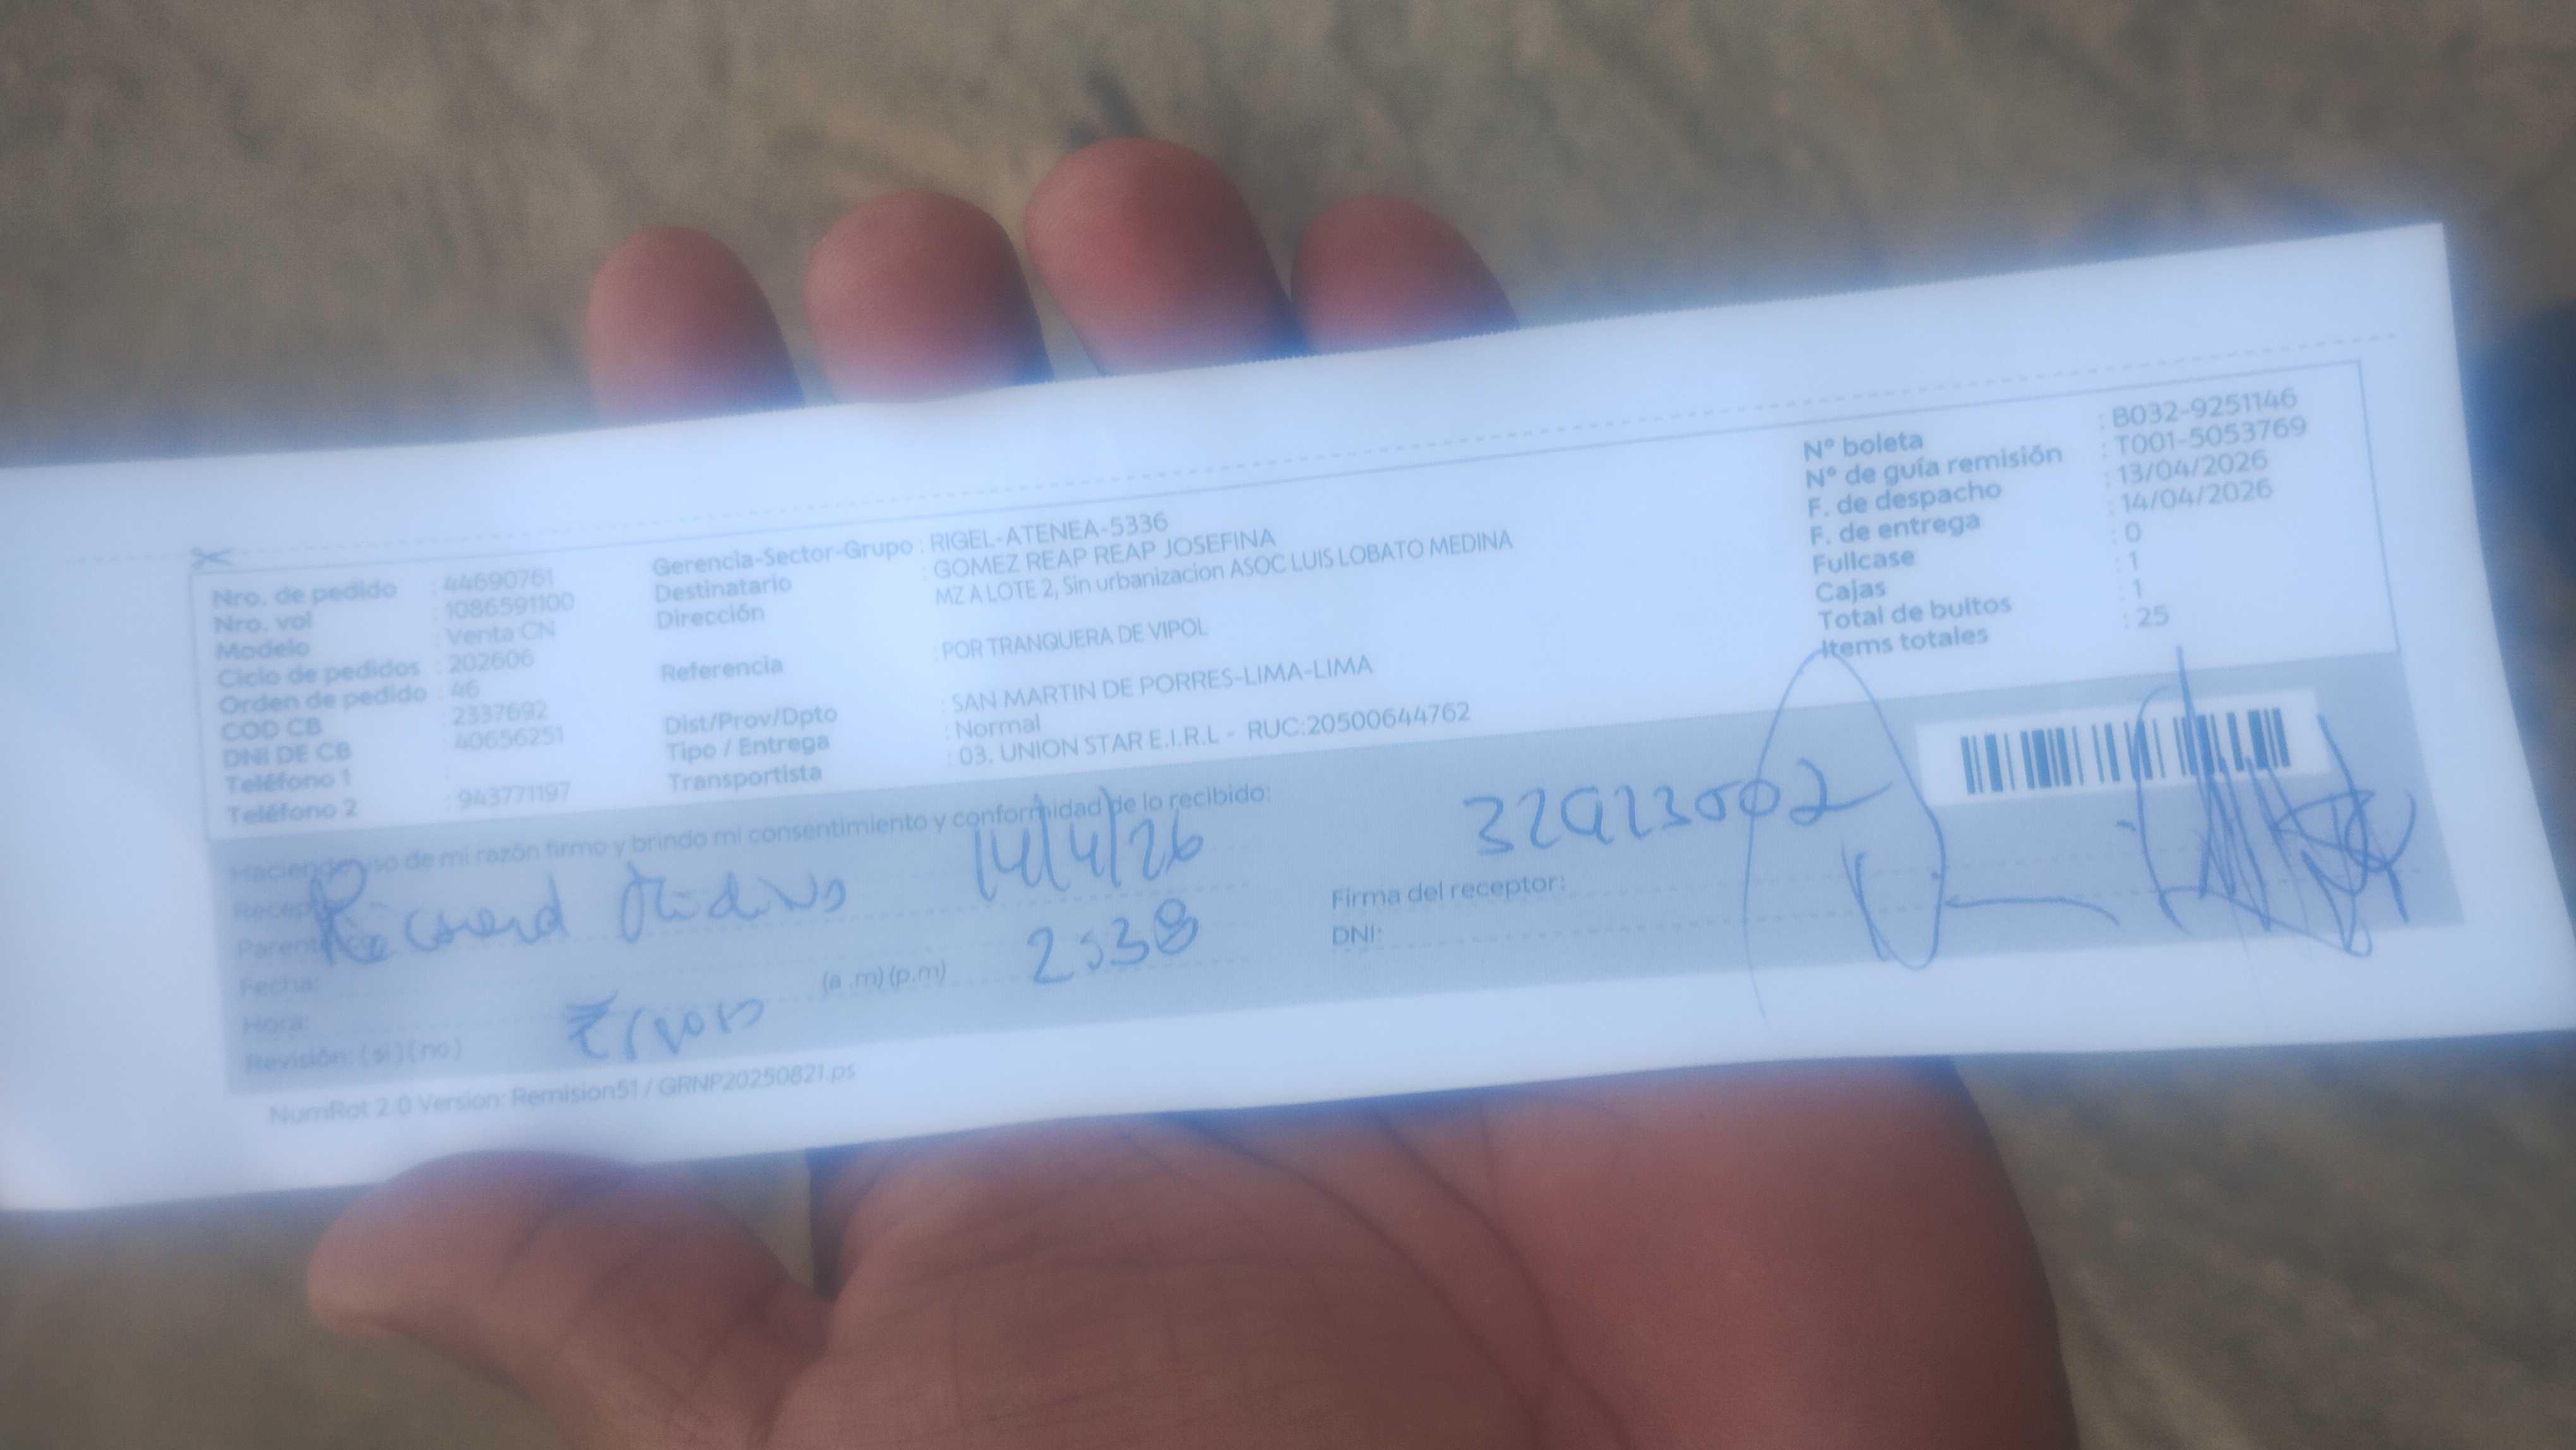 Nro. de pedido : 44690761
Nro. vol : 1086591100
Modelo : Venta CN
Ciclo de pedidos : 202606
Orden de pedido : 46
COD CB : 2337692
DNI DE CB : 40656251
Teléfono 1 :
Teléfono 2 : 943771197
Gerencia-Sector-Grupo : RIGEL-ATENEA-5336
Destinatario : GOMEZ REAP REAP JOSEFINA
Dirección : MZ A LOTE 2, Sin urbanizacion ASOC LUIS LOBATO MEDINA
Referencia : POR TRANQUERA DE VIPOL
Dist/Prov/Dpto : SAN MARTIN DE PORRES-LIMA-LIMA
Tipo / Entrega : Normal
Transportista : 03. UNION STAR E.I.R.L - RUC:20500644762
N° boleta : B032-9251146
N° de guía remisión : T001-5053769
F. de despacho : 13/04/2026
F. de entrega : 14/04/2026
Fullcase : 0
Cajas : 1
Total de bultos : 1
Items totales : 25
Haciendo uso de mi razón firmo y brindo mi consentimiento y conformidad de lo recibido:
14/4/26
Fecha:
Hora: (a .m) (p.m)
Revisión: (si) (no)
Firma del receptor:
DNI:
NumRot 2.0 Version: Remision51 / GRNP20250821.ps